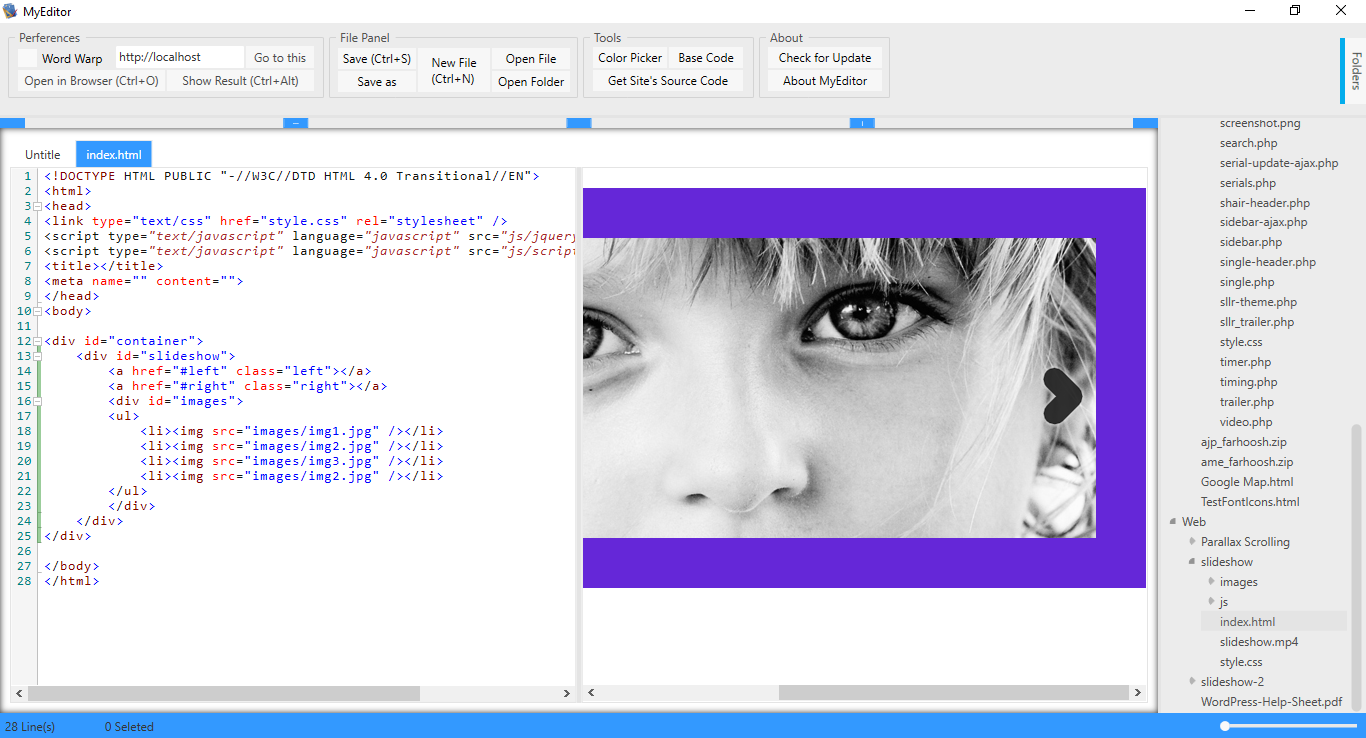 MyEditor
Perferences
Word Warp
http://localhost
Go to this
Open in Browser (Ctrl+O)
Show Result (Ctrl+Alt)
File Panel
Save (Ctrl+S)
Save as
New File
(Ctrl+N)
Open File
Open Folder
Tools
Color Picker
Base Code
Get Site's Source Code
About
Check for Update
About MyEditor
Folders
Untitle
index.html
1 <!DOCTYPE HTML PUBLIC "-//W3C//DTD HTML 4.0 Transitional//EN">
2 <html>
3 <head>
4 <link type="text/css" href="style.css" rel="stylesheet" />
5 <script type="text/javascript" language="javascript" src="js/jquery
6 <script type="text/javascript" language="javascript" src="js/script
7 <title></title>
8 <meta name="" content="">
9 </head>
10 <body>
11
12 <div id="container">
13 <div id="slideshow">
14 <a href="#left" class="left"></a>
15 <a href="#right" class="right"></a>
16 <div id="images">
17 <ul>
18 <li><img src="images/img1.jpg" /></li>
19 <li><img src="images/img2.jpg" /></li>
20 <li><img src="images/img3.jpg" /></li>
21 <li><img src="images/img2.jpg" /></li>
22 </ul>
23 </div>
24 </div>
25 </div>
26
27 </body>
28 </html>
screenshot.png
search.php
serial-update-ajax.php
serials.php
shair-header.php
sidebar-ajax.php
sidebar.php
single-header.php
single.php
sllr-theme.php
sllr_trailer.php
style.css
timer.php
timing.php
trailer.php
video.php
ajp_farhoosh.zip
ame_farhoosh.zip
Google Map.html
TestFontIcons.html
Web
Parallax Scrolling
slideshow
images
js
index.html
slideshow.mp4
style.css
slideshow-2
WordPress-Help-Sheet.pdf
28 Line(s)
0 Seleted